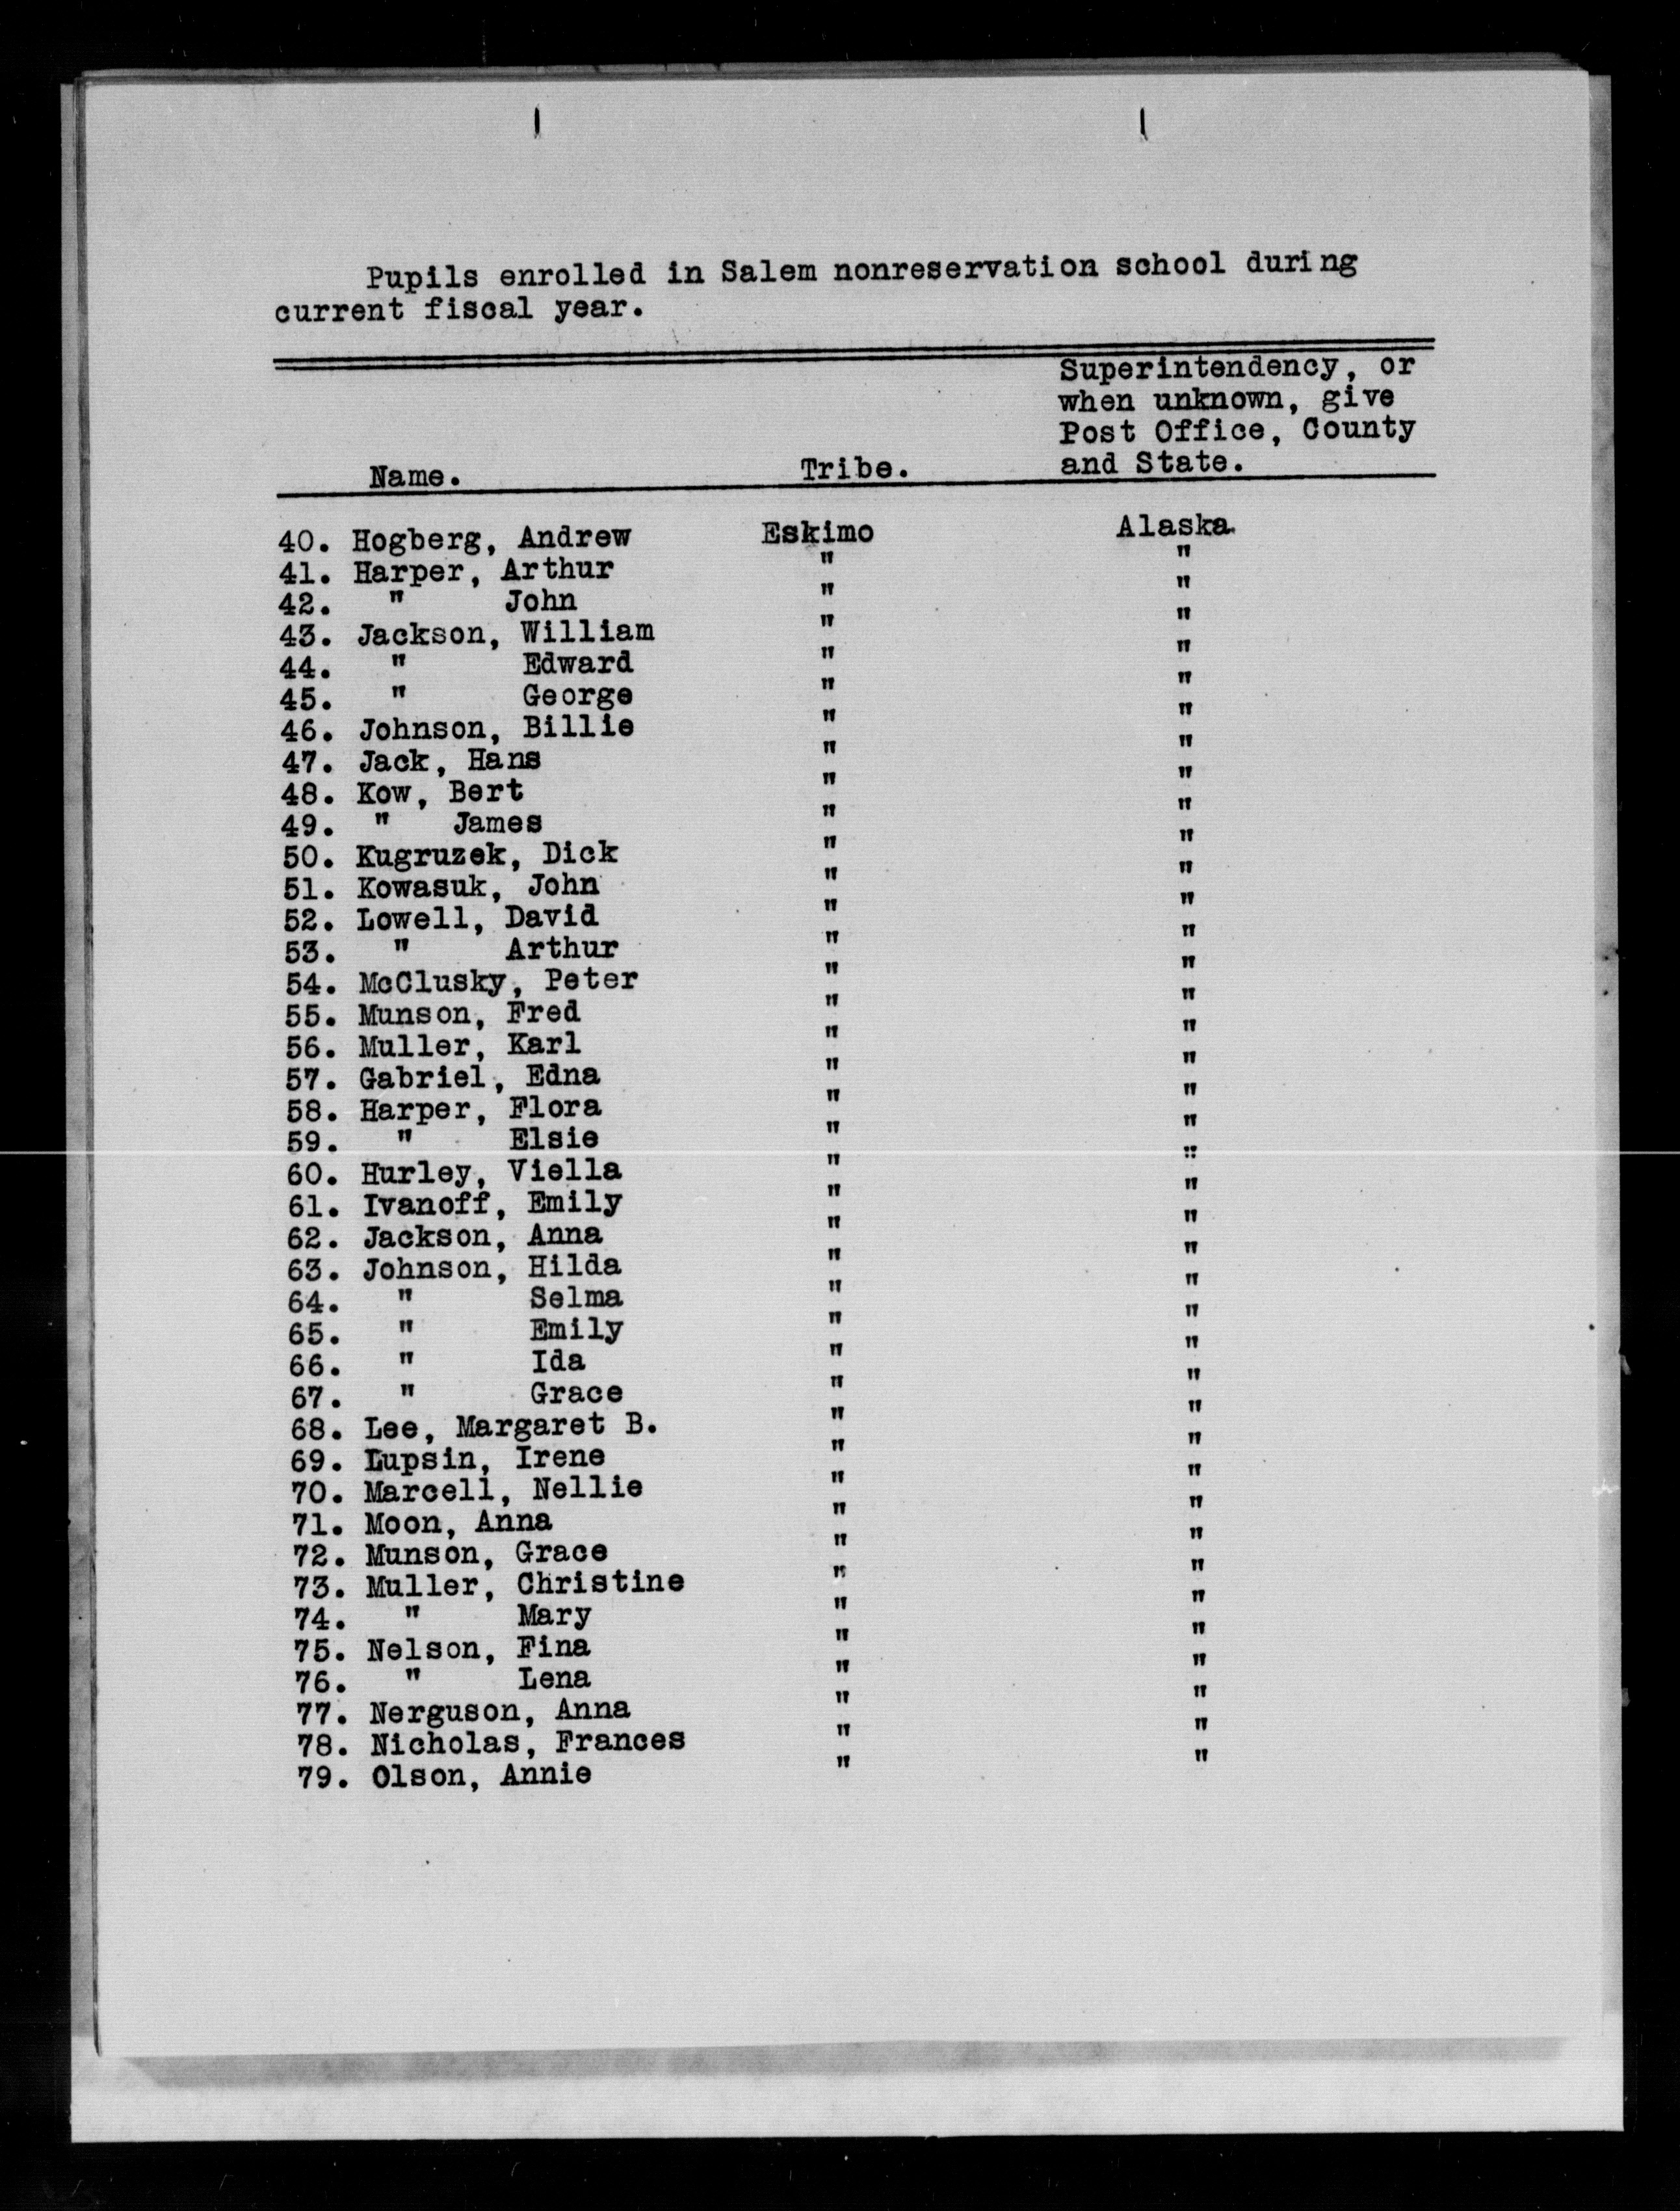 Pupils enrolled in Salem nonreservation school during
current fiscal year.
Superintendency, or
when unknown, give
Post Office, County
Name. Tribe. and State.
40. Hogberg, Andrew Eskimo Alaska.
41. Harper, Arthur " "
42. " John " "
43. Jackson, William " "
44. " Edward " "
45. " George " "
46. Johnson, Billie " "
47. Jack, Hans " "
48. Kow, Bert " "
49. " James " "
50. Kugruzek, Dick " "
51. Kowasuk, John " "
52. Lowell, David " "
53. " Arthur " "
54. McClusky, Peter " "
55. Munson, Fred " "
56. Muller, Karl " "
57. Gabriel, Edna " "
58. Harper, Flora " "
59. " Elsie " "
60. Hurley, Viella " "
61. Ivanoff, Emily " "
62. Jackson, Anna " "
63. Johnson, Hilda " "
64. " Selma " "
65. " Emily " "
66. " Ida " "
67. " Grace " "
68. Lee, Margaret B. " "
69. Lupsin, Irene " "
70. Marcell, Nellie " "
71. Moon, Anna " "
72. Munson, Grace " "
73. Muller, Christine " "
74. " Mary " "
75. Nelson, Fina " "
76. " Lena " "
77. Nerguson, Anna " "
78. Nicholas, Frances " "
79. Olson, Annie " "